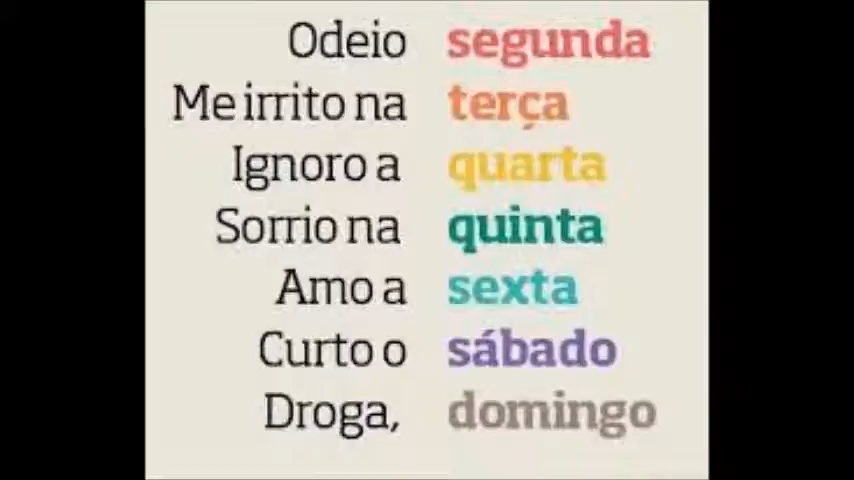 Odeio segunda
Me irrito na terça
Ignoro a quarta
Sorrio na quinta
Amo a sexta
Curto o sábado
Droga, domingo